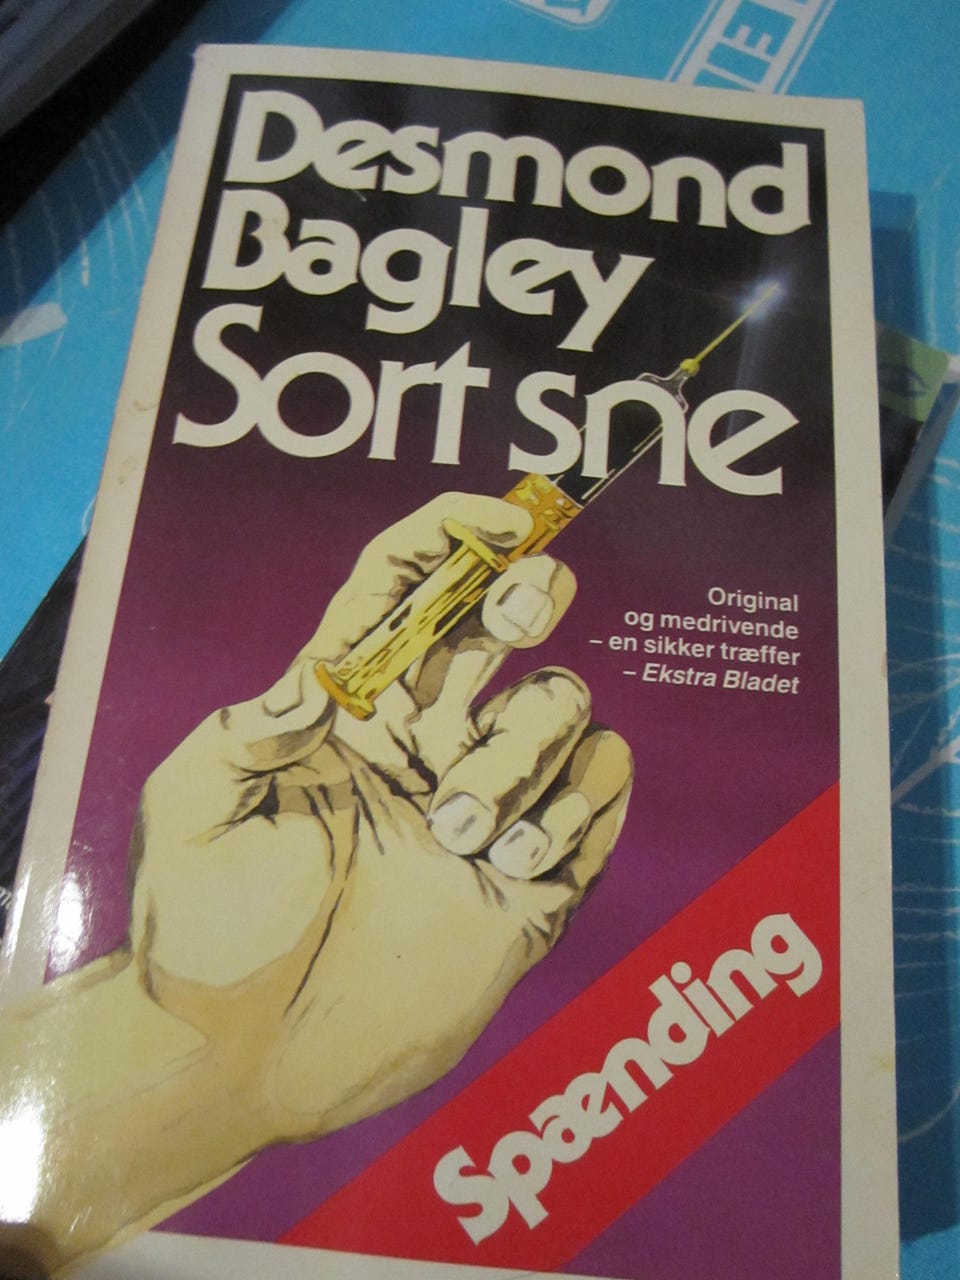 Desmond
Bagley
Sort sne
Original
og medrivende
– en sikker træffer
– Ekstra Bladet
Spænding